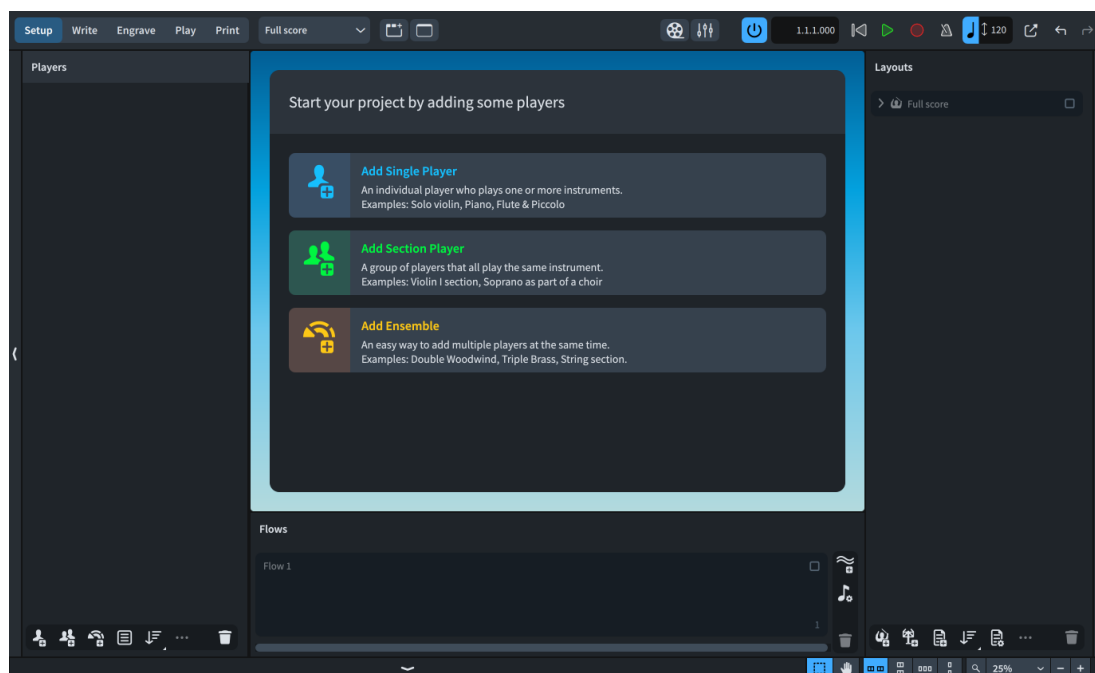 Setup Write Engrave Play Print Full score 1.1.1.000 120
Players
Start your project by adding some players
Add Single Player
An individual player who plays one or more instruments.
Examples: Solo violin, Piano, Flute & Piccolo
Add Section Player
A group of players that all play the same instrument.
Examples: Violin I section, Soprano as part of a choir
Add Ensemble
An easy way to add multiple players at the same time.
Examples: Double Woodwind, Triple Brass, String section.
Layouts
Full score
Flows
Flow 1
1
25%